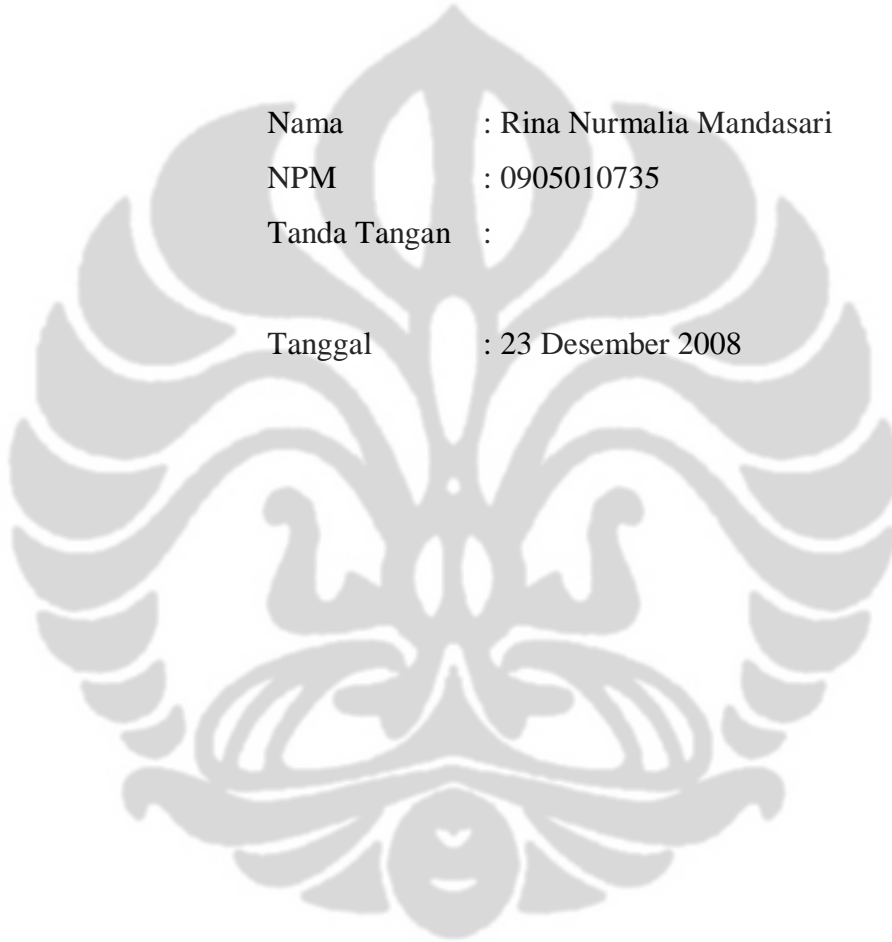 Nama : Rina Nurmalia Mandasari
NPM : 0905010735
Tanda Tangan :
Tanggal : 23 Desember 2008